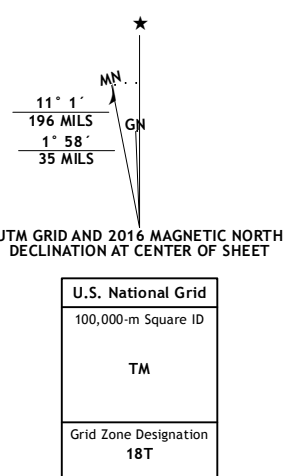 ★
MN
GN
11° 1´
196 MILS
1° 58´
35 MILS
UTM GRID AND 2016 MAGNETIC NORTH
DECLINATION AT CENTER OF SHEET
U.S. National Grid
100,000-m Square ID
TM
Grid Zone Designation
18T